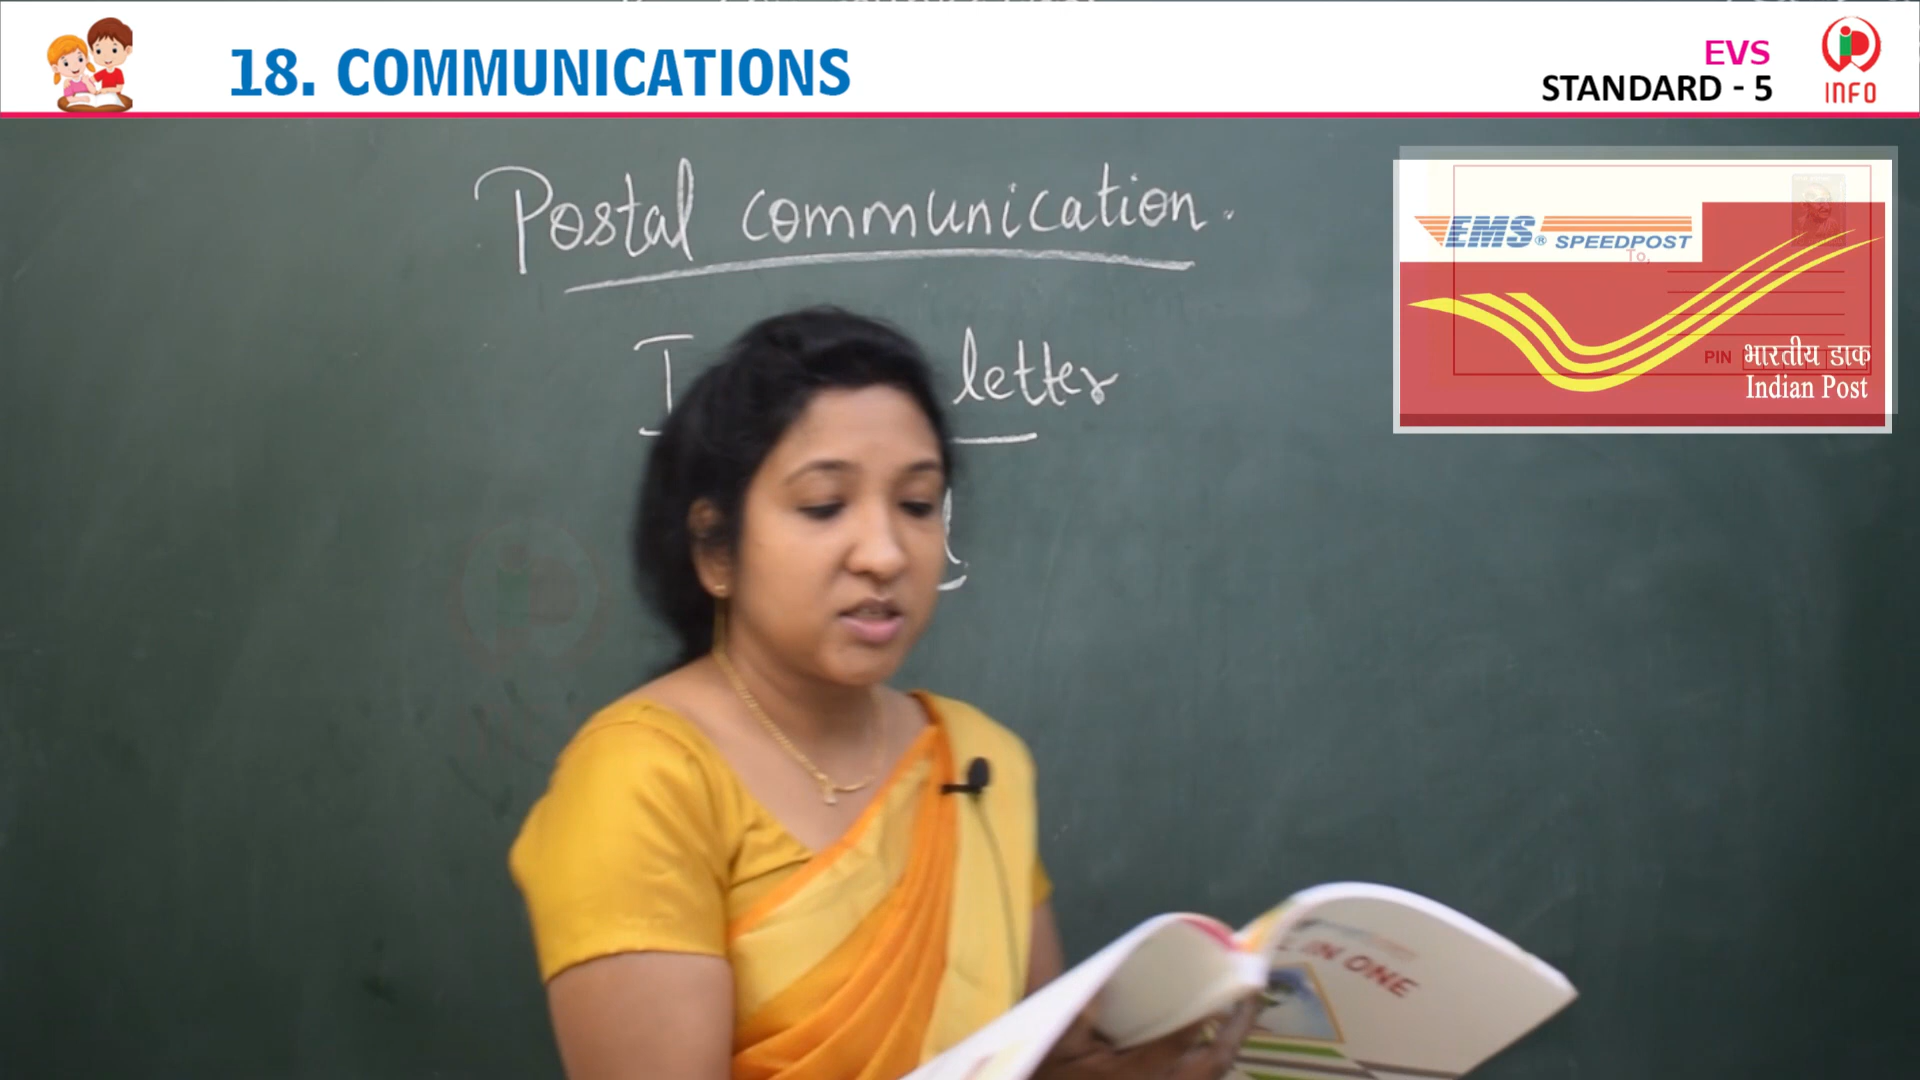 18. COMMUNICATIONS
EVS
STANDARD - 5
INFO
Postal communication.
letter
EMS® SPEEDPOST
To,
PIN
भारतीय डाक
Indian Post
IN ONE